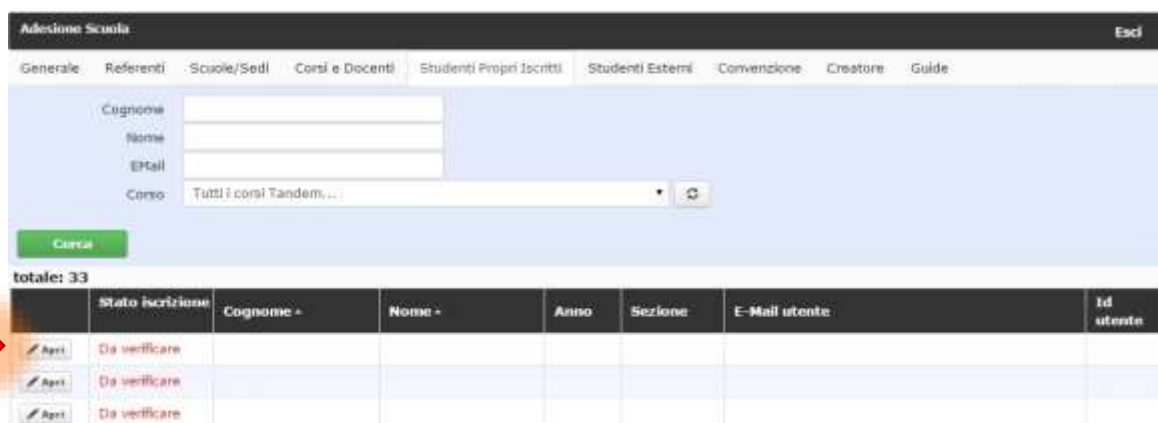 Adesione Scuola Esci
Generale Referenti Scuole/Sedi Corsi e Docenti Studenti Propri Iscritti Studenti Esterni Convenzione Creatore Guide
Cognome
Nome
EMail
Corso Tutti i corsi Tandem...
Cerca
totale: 33
Stato iscrizione Cognome Nome Anno Sezione E-Mail utente Id utente
Apri Da verificare
Apri Da verificare
Apri Da verificare